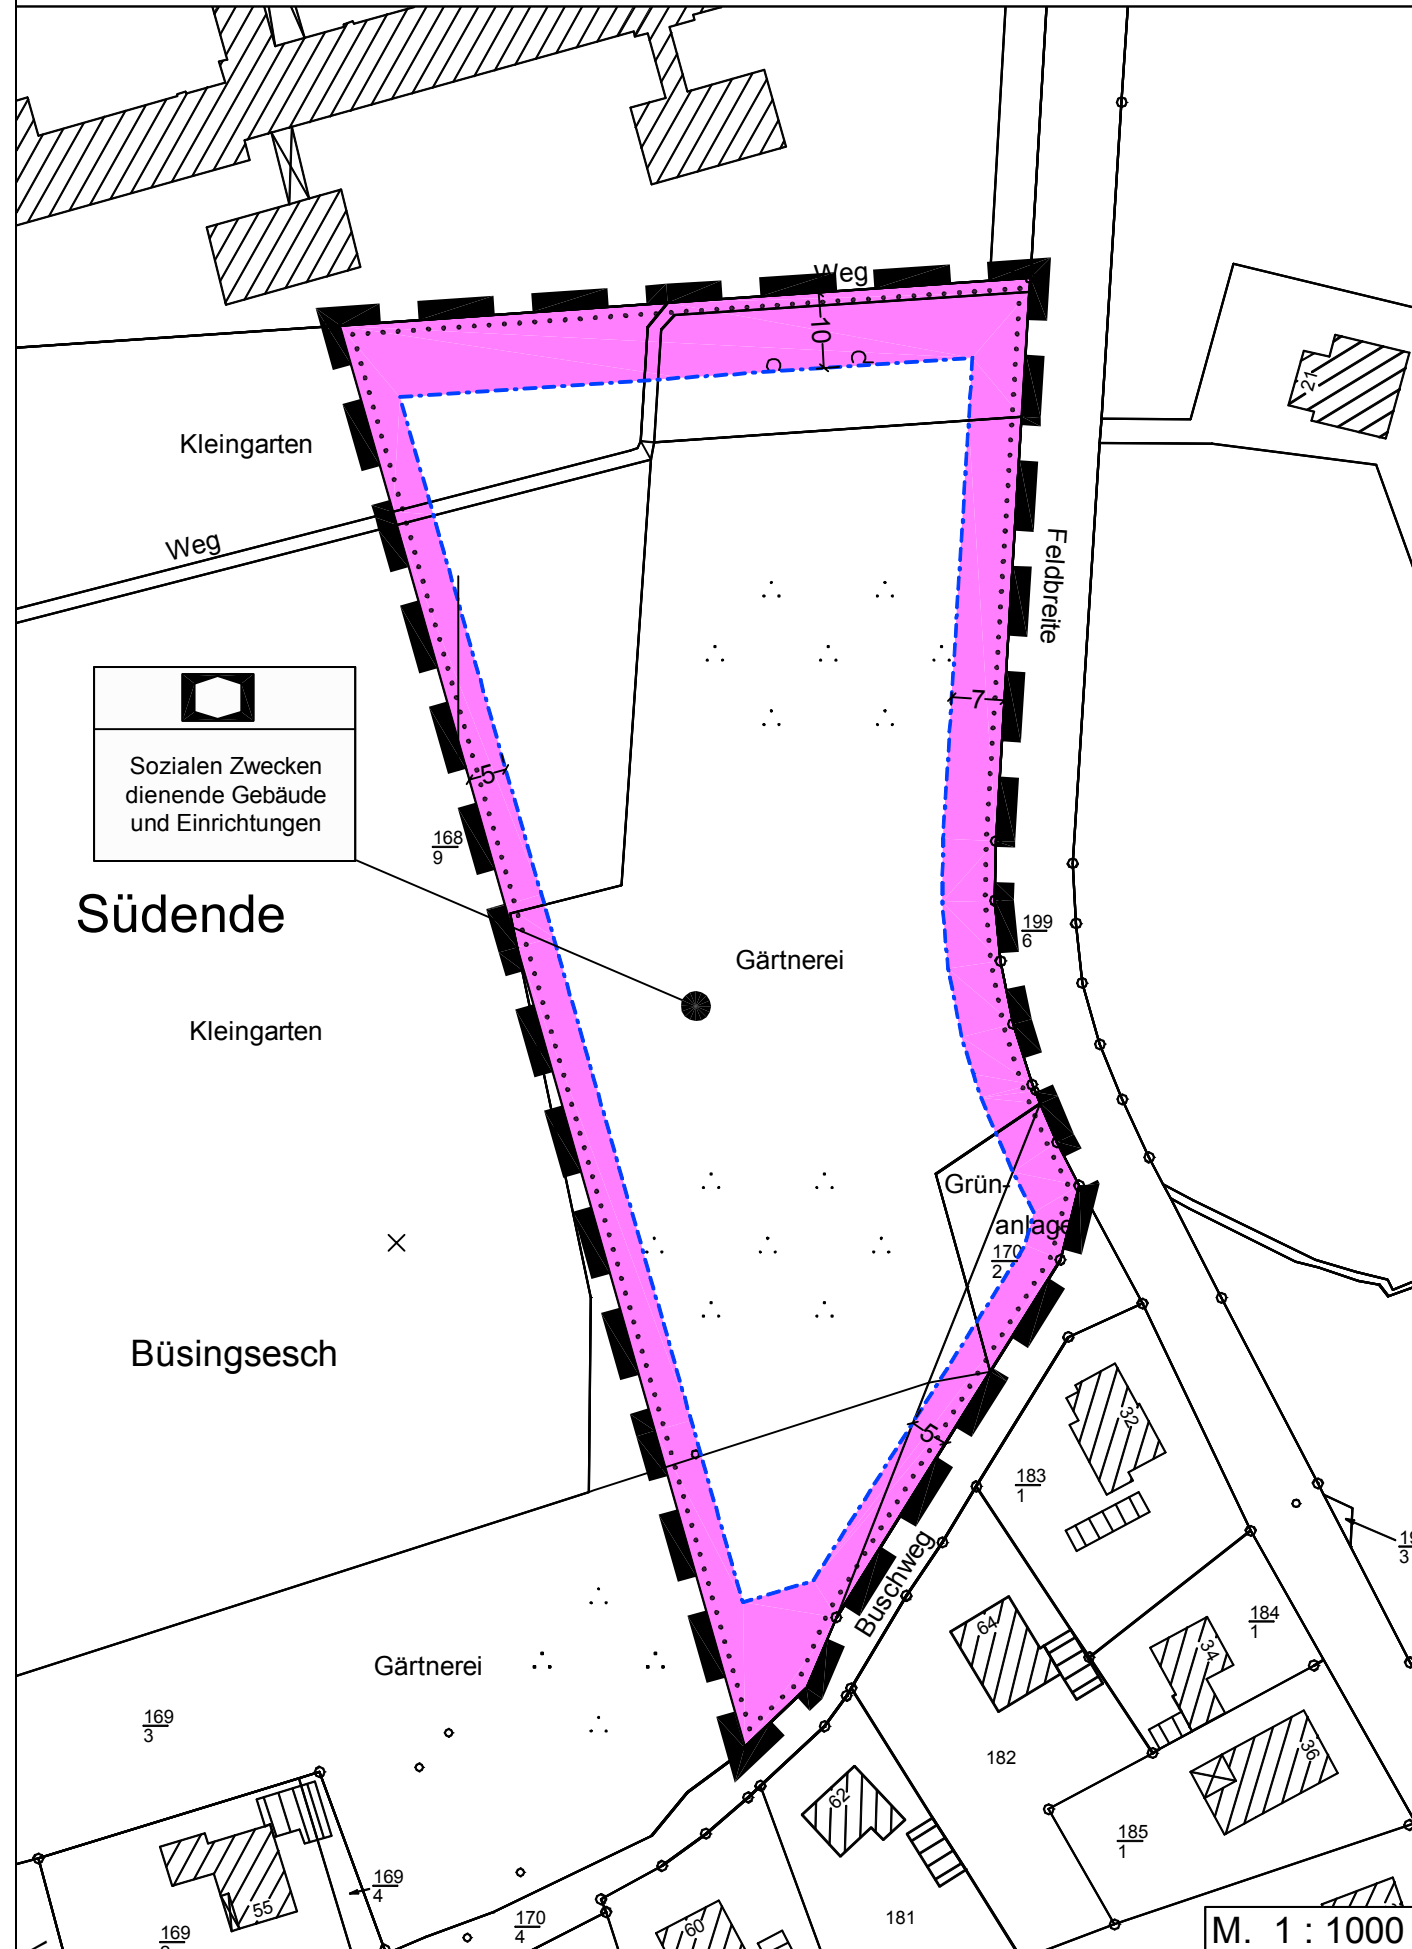 Weg
10
21
Kleingarten
Weg
Feldbreite
7
5
Sozialen Zwecken
dienende Gebäude
und Einrichtungen
168
9
Südende
199
6
Gärtnerei
Kleingarten
Grün-
anlage
170
2
Büsingsesch
32
5
183
1
Buschweg
64
184
1
34
Gärtnerei
169
3
182
36
62
185
1
169
4
55
170
4
181
60
169
M. 1 : 1000